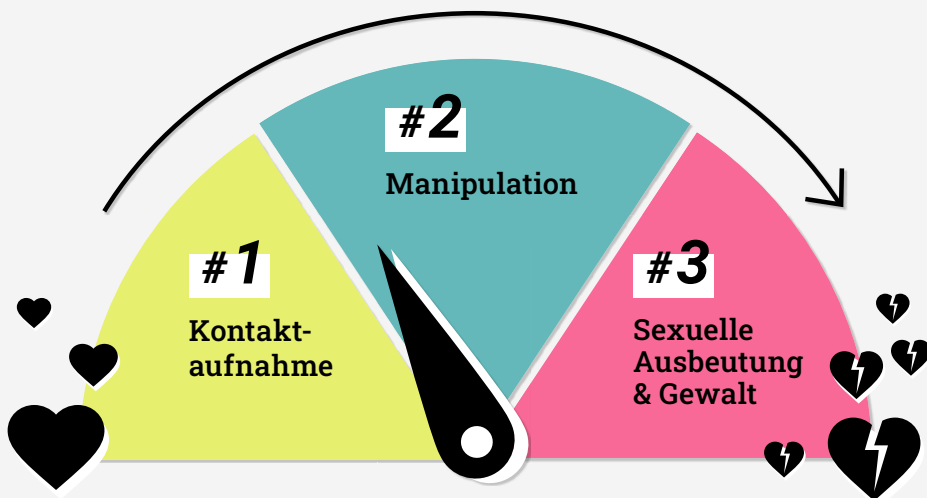 #1
Kontakt-
aufnahme
#2
Manipulation
#3
Sexuelle
Ausbeutung
& Gewalt